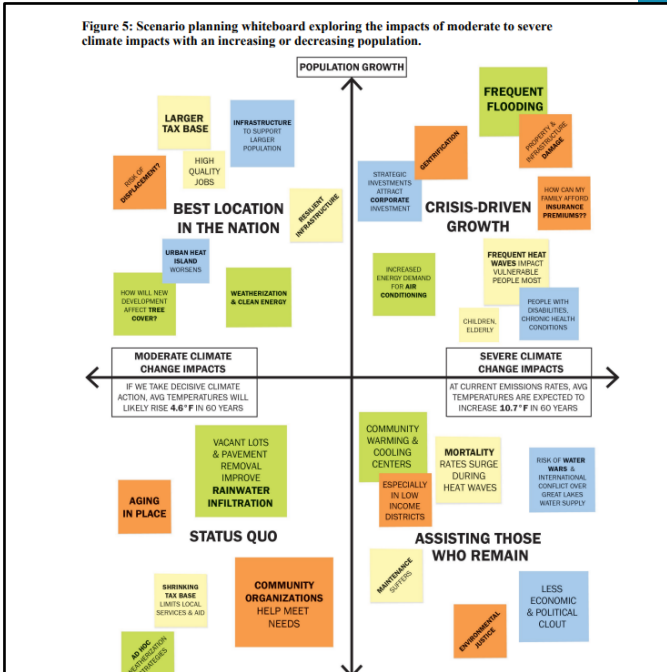 Figure 5: Scenario planning whiteboard exploring the impacts of moderate to severe
climate impacts with an increasing or decreasing population.
POPULATION GROWTH
LARGER
TAX BASE
INFRASTRUCTURE
TO SUPPORT
LARGER
POPULATION
RISK OF
DISPLACEMENT?
HIGH
QUALITY
JOBS
RESILIENT
INFRASTRUCTURE
BEST LOCATION
IN THE NATION
URBAN HEAT
ISLAND
WORSENS
HOW WILL NEW
DEVELOPMENT
AFFECT TREE
COVER?
WEATHERIZATION
& CLEAN ENERGY
FREQUENT
FLOODING
GENTRIFICATION
PROPERTY &
INFRASTRUCTURE
DAMAGE
STRATEGIC
INVESTMENTS
ATTRACT
CORPORATE
INVESTMENT
HOW CAN MY
FAMILY AFFORD
INSURANCE
PREMIUMS??
CRISIS-DRIVEN
GROWTH
INCREASED
ENERGY DEMAND
FOR AIR
CONDITIONING
FREQUENT HEAT
WAVES IMPACT
VULNERABLE
PEOPLE MOST
CHILDREN,
ELDERLY
PEOPLE WITH
DISABILITIES,
CHRONIC HEALTH
CONDITIONS
MODERATE CLIMATE
CHANGE IMPACTS
IF WE TAKE DECISIVE CLIMATE
ACTION, AVG TEMPERATURES WILL
LIKELY RISE 4.6°F IN 60 YEARS
SEVERE CLIMATE
CHANGE IMPACTS
AT CURRENT EMISSIONS RATES, AVG
TEMPERATURES ARE EXPECTED TO
INCREASE 10.7°F IN 60 YEARS
VACANT LOTS
& PAVEMENT
REMOVAL
IMPROVE
RAINWATER
INFILTRATION
AGING
IN PLACE
STATUS QUO
SHRINKING
TAX BASE
LIMITS LOCAL
SERVICES & AID
COMMUNITY
ORGANIZATIONS
HELP MEET
NEEDS
AD HOC
WEATHERIZATION
STRATEGIES
COMMUNITY
WARMING &
COOLING
CENTERS
ESPECIALLY
IN LOW
INCOME
DISTRICTS
MORTALITY
RATES SURGE
DURING
HEAT WAVES
RISK OF WATER
WARS &
INTERNATIONAL
CONFLICT OVER
GREAT LAKES
WATER SUPPLY
ASSISTING THOSE
WHO REMAIN
MAINTENANCE
SUFFERS
ENVIRONMENTAL
JUSTICE
LESS
ECONOMIC
& POLITICAL
CLOUT